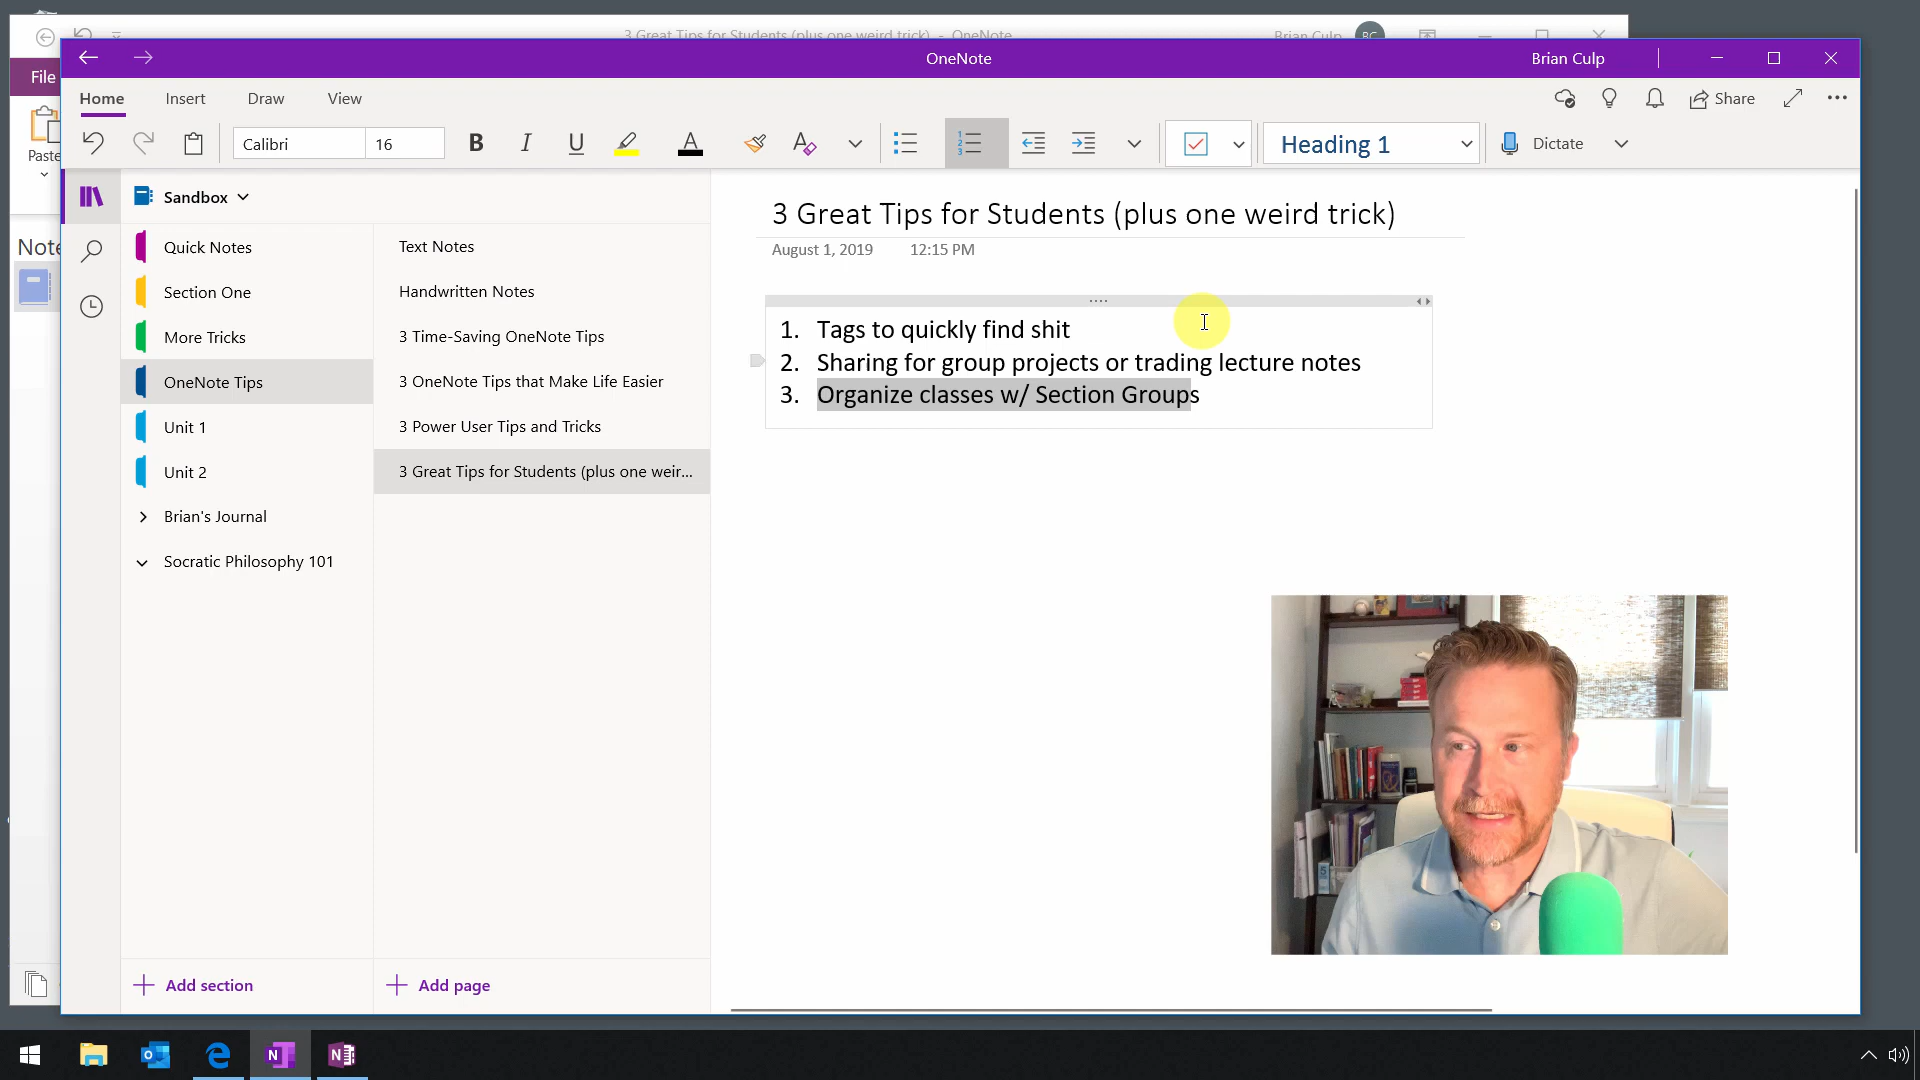 3 Great Tips for Students (plus one weird trick) - OneNote
Brian Culp
BC
File
Paste
Note
OneNote
Brian Culp
Home
Insert
Draw
View
Share
Calibri
16
B
I
U
A
A
Heading 1
Dictate
Sandbox
Quick Notes
Section One
More Tricks
OneNote Tips
Unit 1
Unit 2
Brian's Journal
Socratic Philosophy 101
Add section
Text Notes
Handwritten Notes
3 Time-Saving OneNote Tips
3 OneNote Tips that Make Life Easier
3 Power User Tips and Tricks
3 Great Tips for Students (plus one weir...
Add page
3 Great Tips for Students (plus one weird trick)
August 1, 2019 12:15 PM
1. Tags to quickly find shit
2. Sharing for group projects or trading lecture notes
3. Organize classes w/ Section Groups